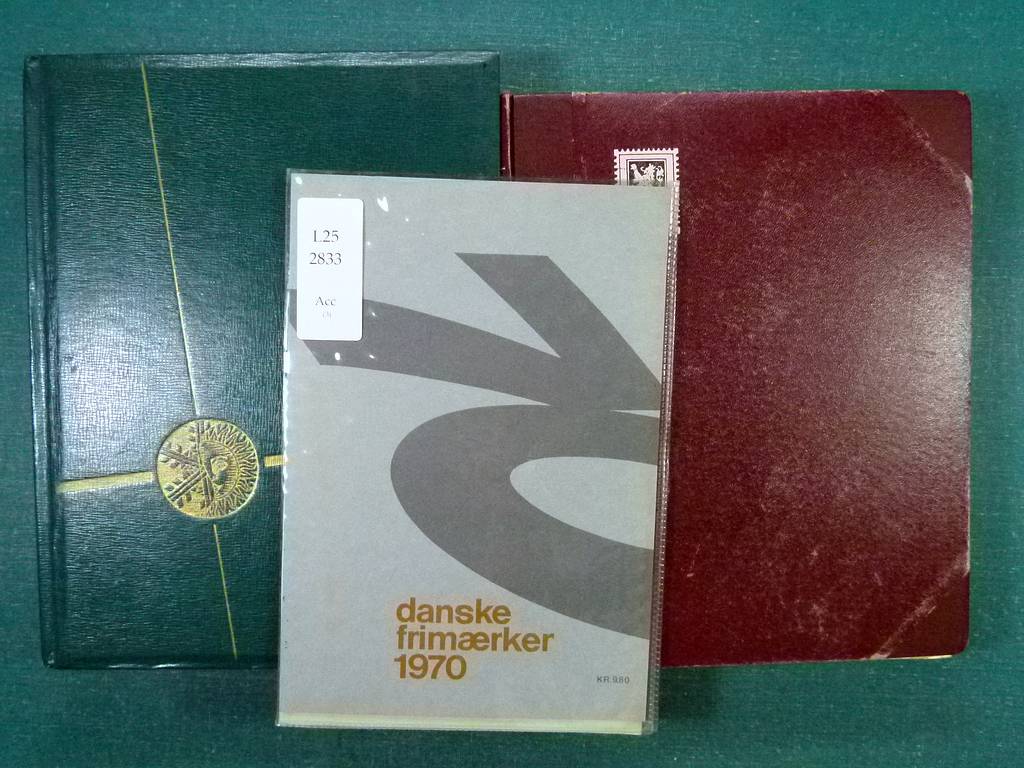 L25
2833
Acc
danske
frimærker
1970
KR.9.80